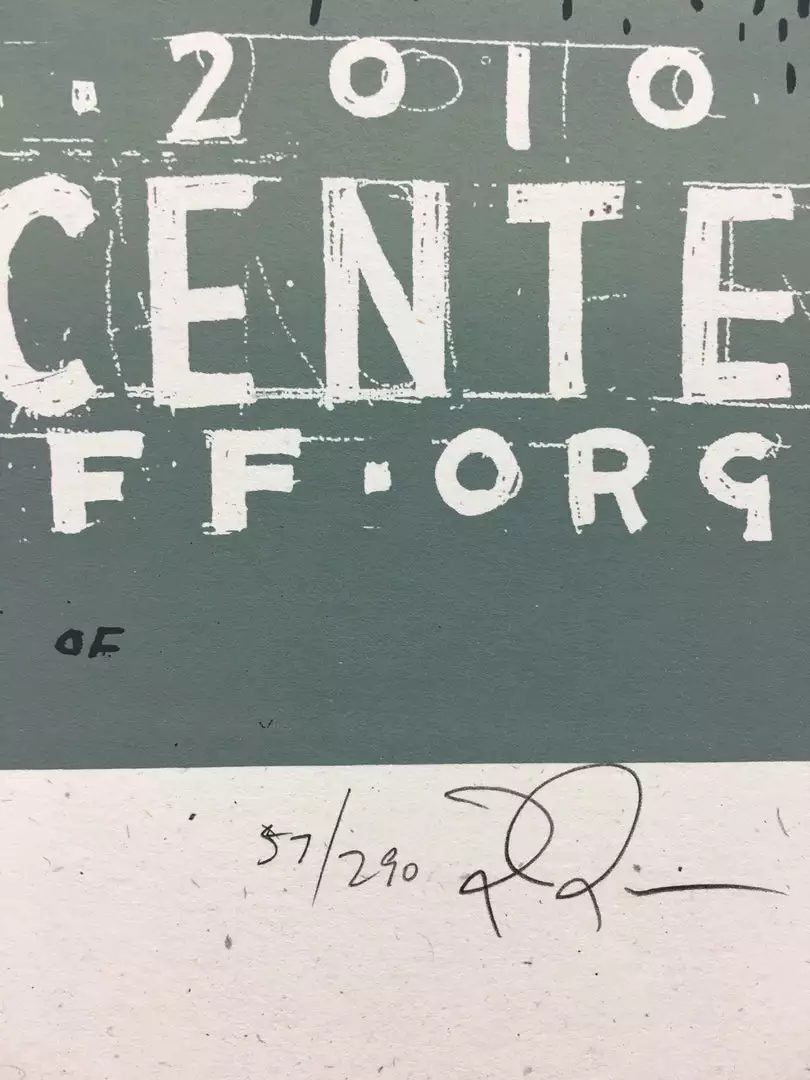 . 2010
CENTE
FF.ORG
OF
57/290